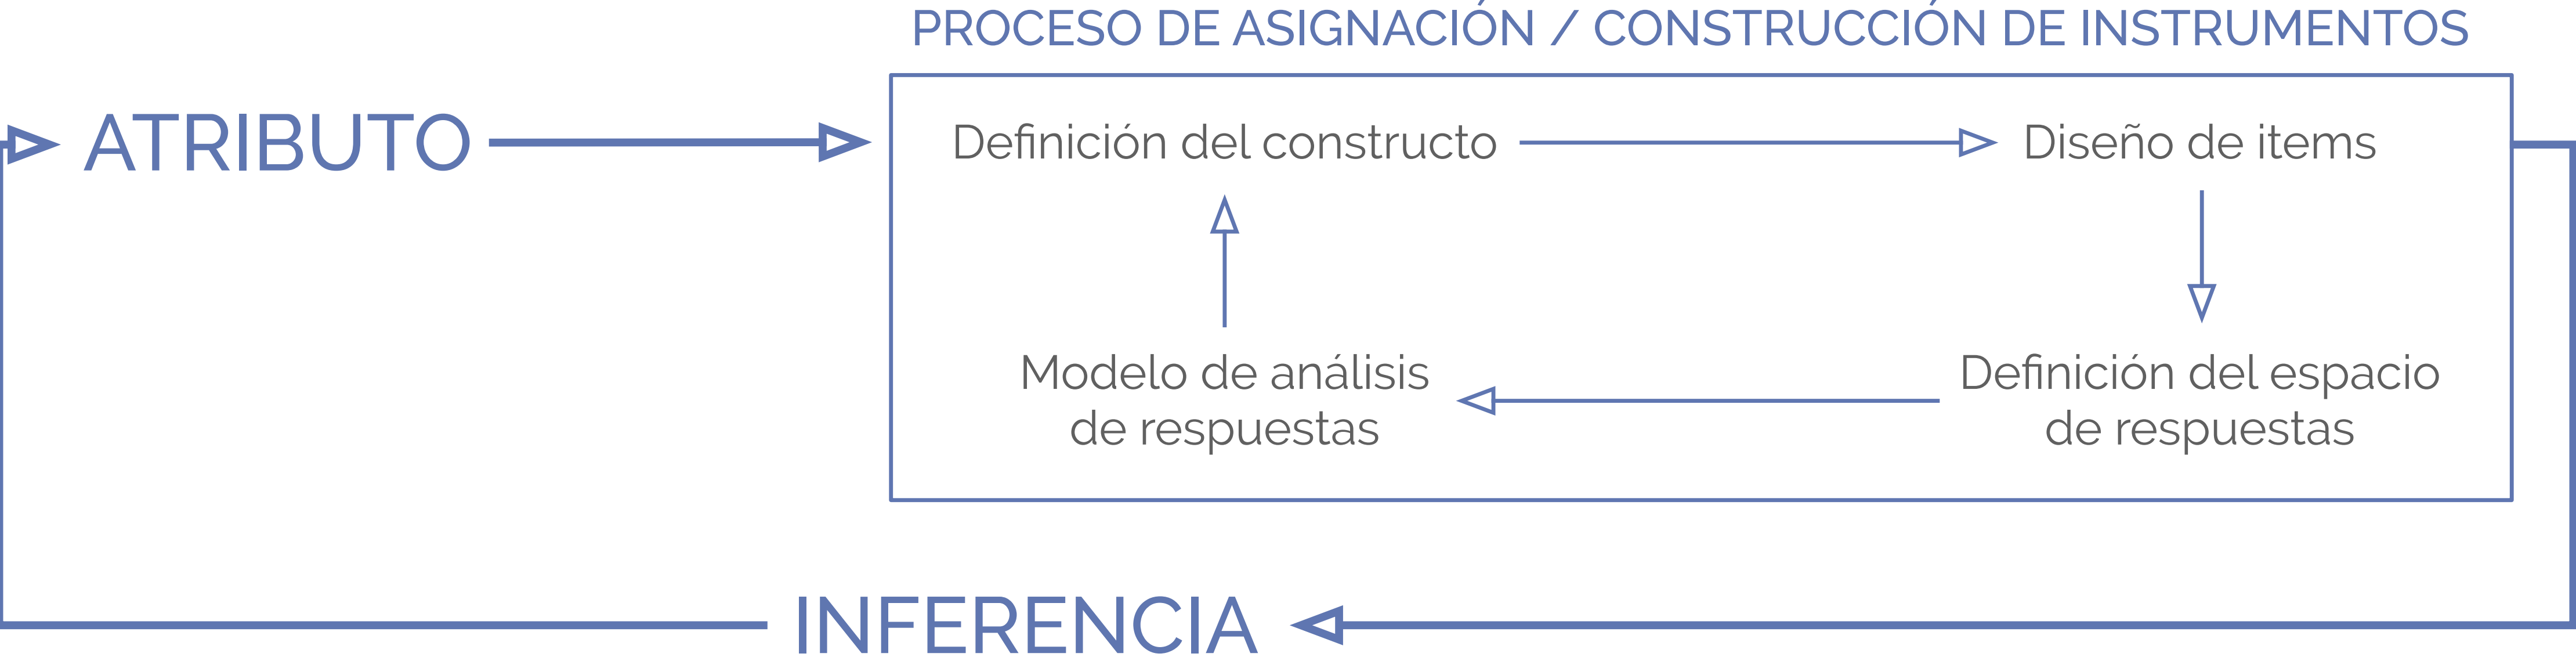 PROCESO DE ASIGNACIÓN / CONSTRUCCIÓN DE INSTRUMENTOS
ATRIBUTO
Definición del constructo
Diseño de items
Modelo de análisis
de respuestas
Definición del espacio
de respuestas
INFERENCIA